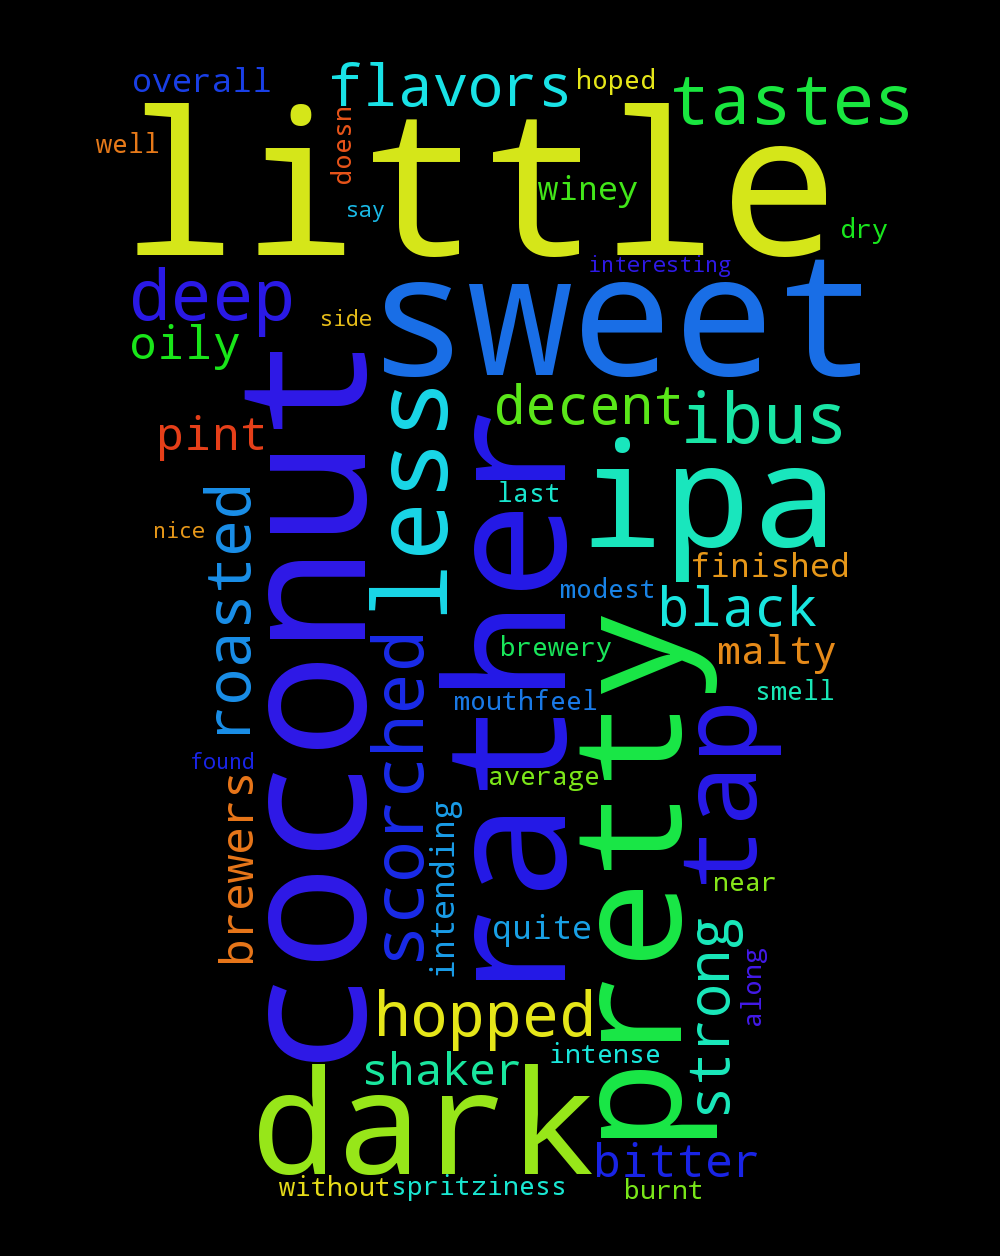 overall
flavors
hoped
tastes
little
well
doesn
say
winey
dry
interesting
deep
sweet
side
oily
coconut
less
decent
ibus
pint
rather
ipa
last
roasted
nice
finished
modest
black
pretty
brewery
malty
scorched
smell
mouthfeel
tap
found
average
brewers
intending
near
quite
strong
along
hopped
intense
shaker
dark
bitter
without
spritziness
burnt